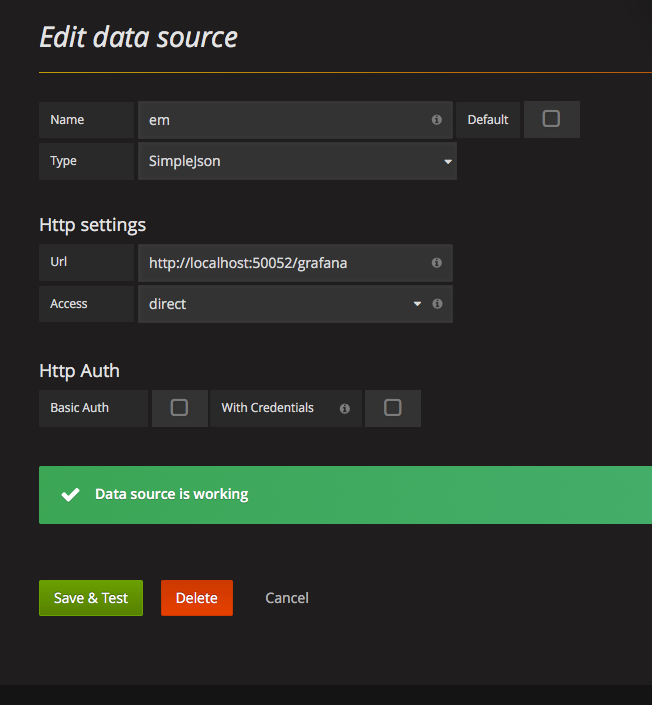 Edit data source
Name em Default
Type SimpleJson
Http settings
Url http://localhost:50052/grafana
Access direct
Http Auth
Basic Auth With Credentials
Data source is working
Save & Test Delete Cancel